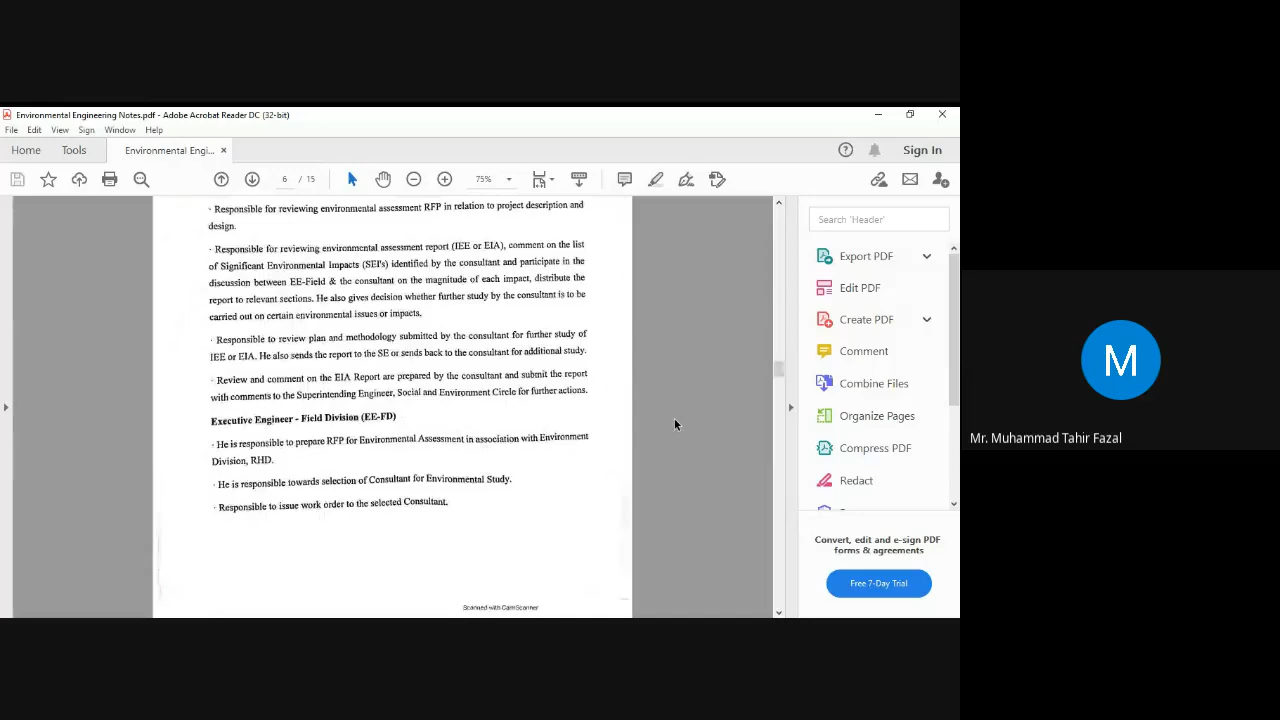 Environmental Engineering Notes.pdf - Adobe Acrobat Reader DC (32-bit)
File Edit View Sign Window Help
Home Tools Environmental Engi... × Sign In
6 / 15 75%
· Responsible for reviewing environmental assessment RFP in relation to project description and
design.
· Responsible for reviewing environmental assessment report (IEE or EIA), comment on the list
of Significant Environmental Impacts (SEI's) identified by the consultant and participate in the
discussion between EE-Field & the consultant on the magnitude of each impact, distribute the
report to relevant sections. He also gives decision whether further study by the consultant is to be
carried out on certain environmental issues or impacts.
· Responsible to review plan and methodology submitted by the consultant for further study of
IEE or EIA. He also sends the report to the SE or sends back to the consultant for additional study.
· Review and comment on the EIA Report are prepared by the consultant and submit the report
with comments to the Superintending Engineer, Social and Environment Circle for further actions.
Executive Engineer - Field Division (EE-FD)
· He is responsible to prepare RFP for Environmental Assessment in association with Environment
Division, RHD.
· He is responsible towards selection of Consultant for Environmental Study.
· Responsible to issue work order to the selected Consultant.
Scanned with CamScanner
Search 'Header'
Export PDF
Edit PDF
Create PDF
Comment
Combine Files
Organize Pages
Compress PDF
Redact
Convert, edit and e-sign PDF
forms & agreements
Free 7-Day Trial
M
Mr. Muhammad Tahir Fazal